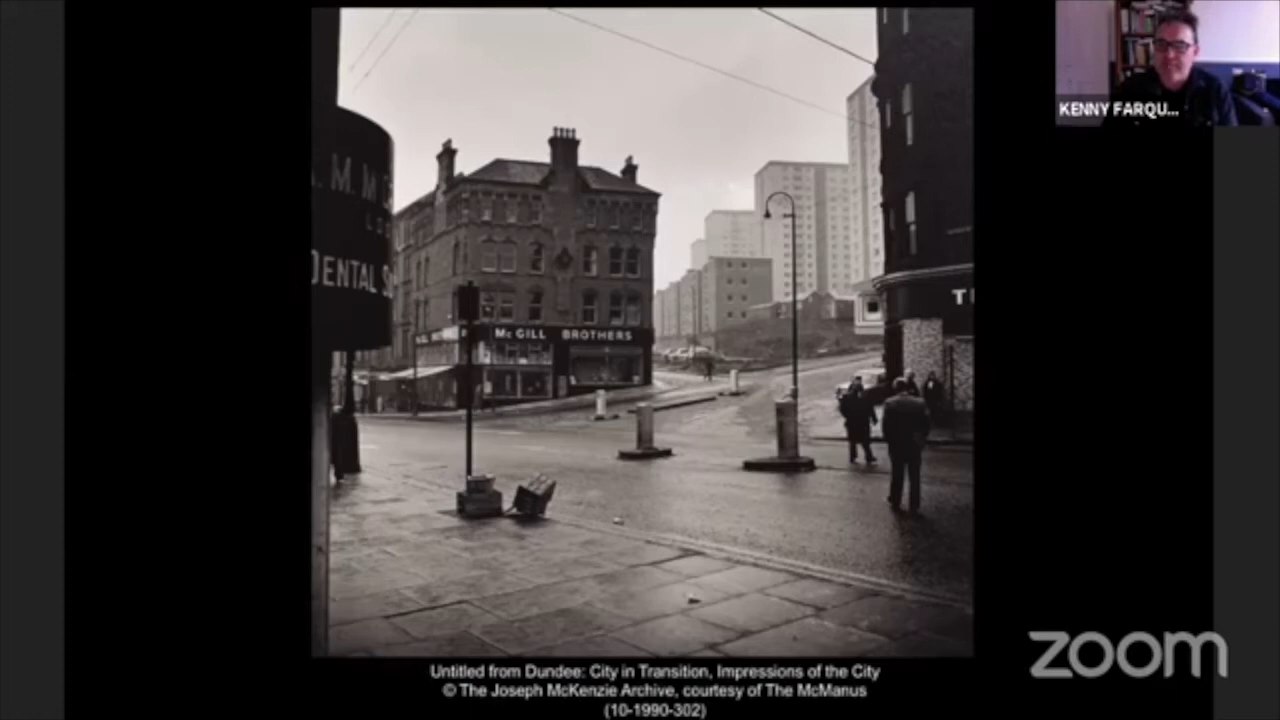 KENNY FARQU...
DENTAL
McGILL BROTHERS
T
zoom
Untitled from Dundee: City in Transition, Impressions of the City
© The Joseph McKenzie Archive, courtesy of The McManus
(10-1990-302)